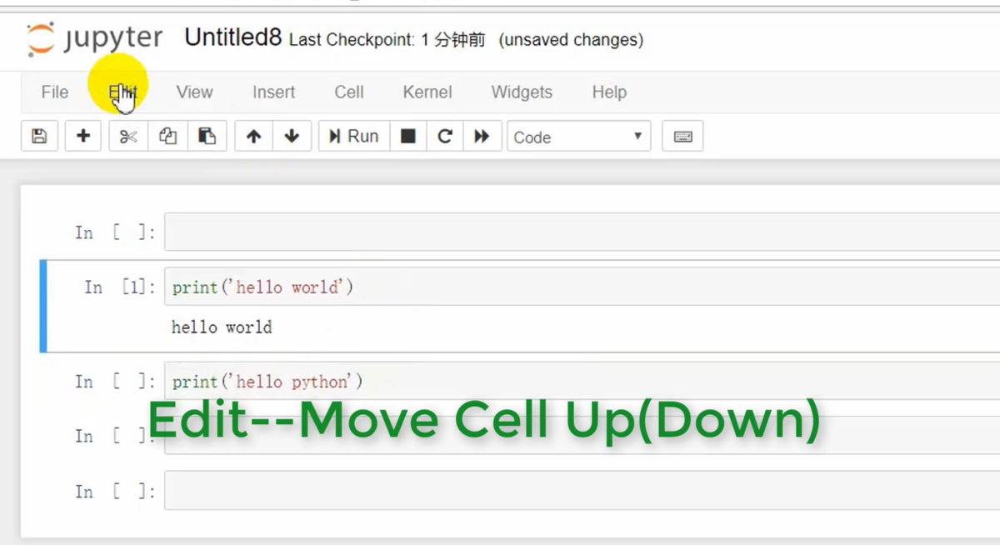 jupyter Untitled8 Last Checkpoint: 1 分钟前 (unsaved changes)
File Edit View Insert Cell Kernel Widgets Help
Run Code
In [ ]:
In [1]: print('hello world')
hello world
In [ ]: print('hello python')
Edit--Move Cell Up(Down)
In [ ]:
In [ ]: